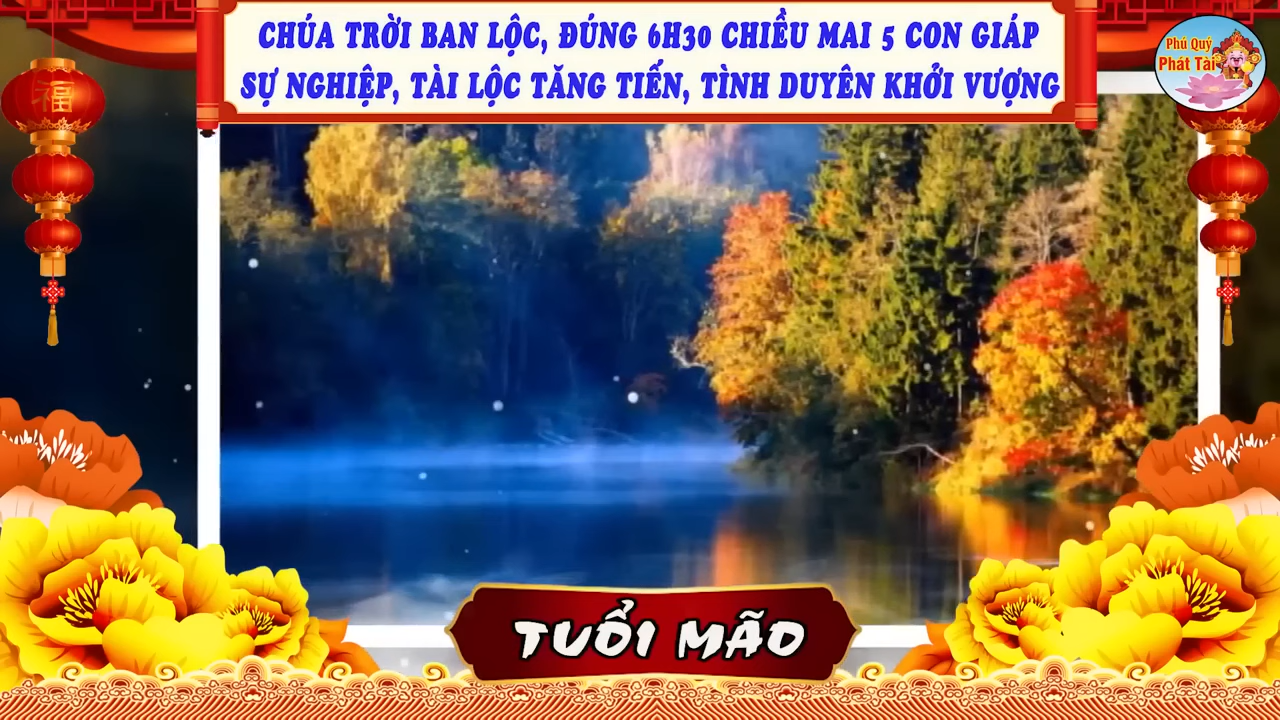 CHÚA TRỜI BAN LỘC, ĐÚNG 6H30 CHIỀU MAI 5 CON GIÁP
SỰ NGHIỆP, TÀI LỘC TĂNG TIẾN, TÌNH DUYÊN KHỞI VƯỢNG
Phú Quý
Phát Tài
福
TUỔI MÃO